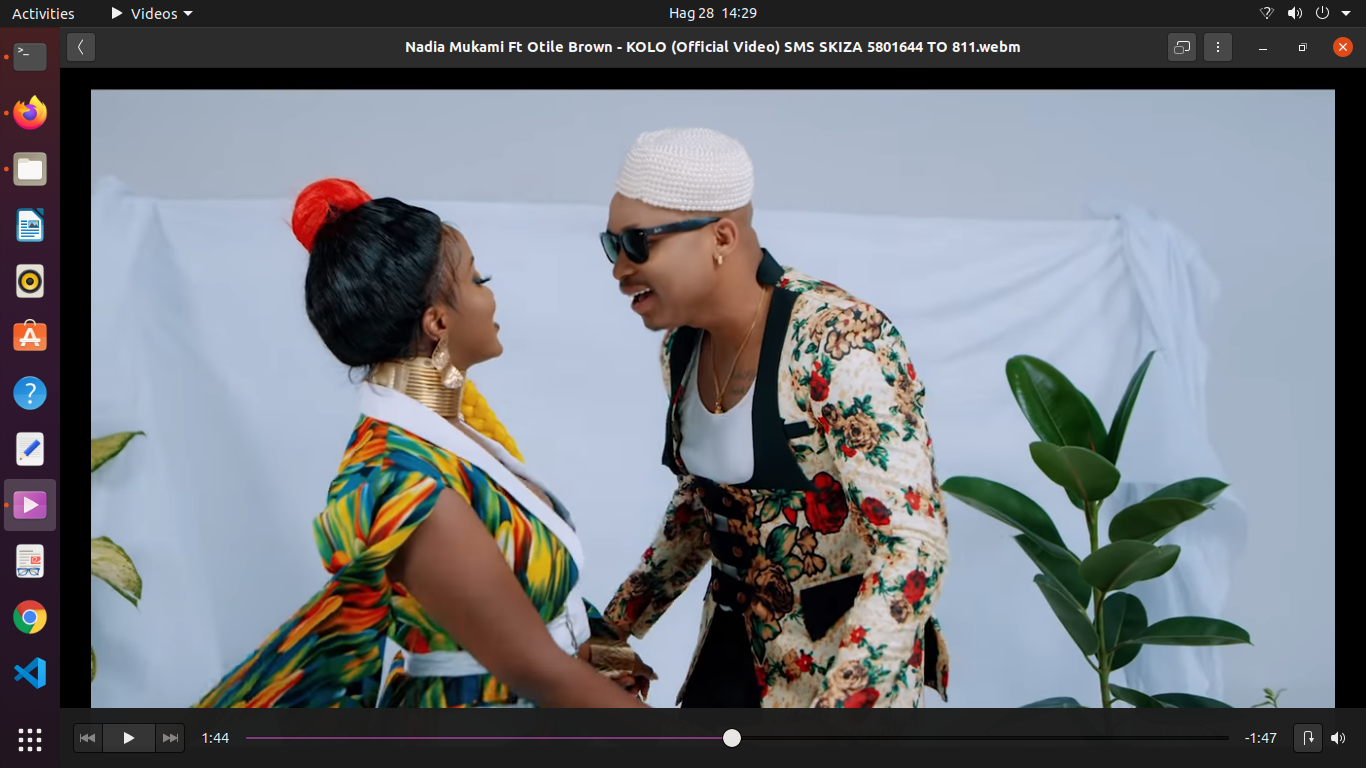 Activities
Videos
Hag 28 14:29
Nadia Mukami Ft Otile Brown - KOLO (Official Video) SMS SKIZA 5801644 TO 811.webm
1:44
-1:47